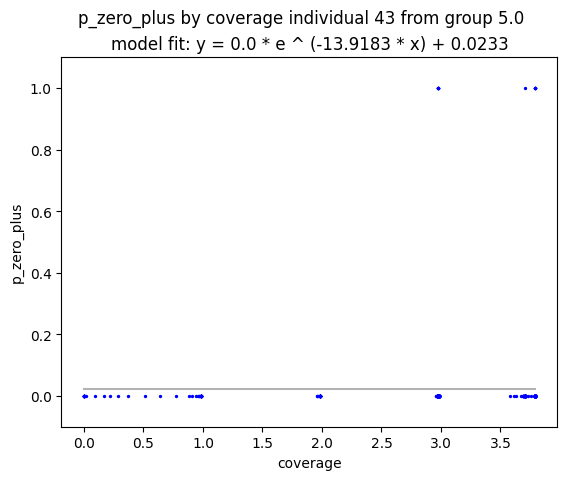 p_zero_plus by coverage individual 43 from group 5.0
model fit: y = 0.0 * e ^ (-13.9183 * x) + 0.0233
1.0
0.8
0.6
0.4
0.2
0.0
p_zero_plus
0.0 0.5 1.0 1.5 2.0 2.5 3.0 3.5
coverage